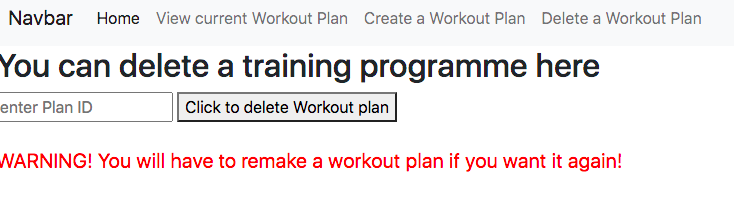 Navbar Home View current Workout Plan Create a Workout Plan Delete a Workout Plan
You can delete a training programme here
enter Plan ID Click to delete Workout plan
WARNING! You will have to remake a workout plan if you want it again!